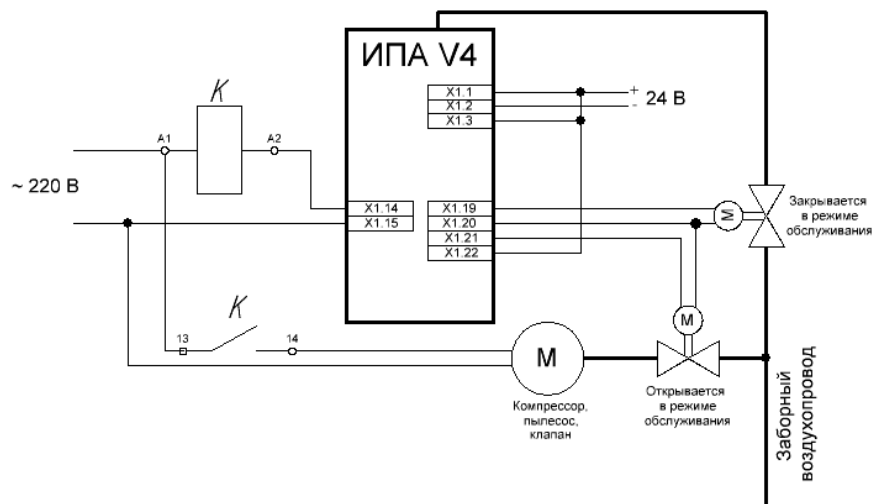 ИПА V4
K
X1.1
X1.2
X1.3
+
-
24 В
A1
A2
~ 220 В
X1.14
X1.15
X1.19
X1.20
X1.21
X1.22
M
Закрывается
в режиме
обслуживания
K
13
14
M
M
Компрессор,
пылесос,
клапан
Открывается
в режиме
обслуживания
Заборный
воздухопровод